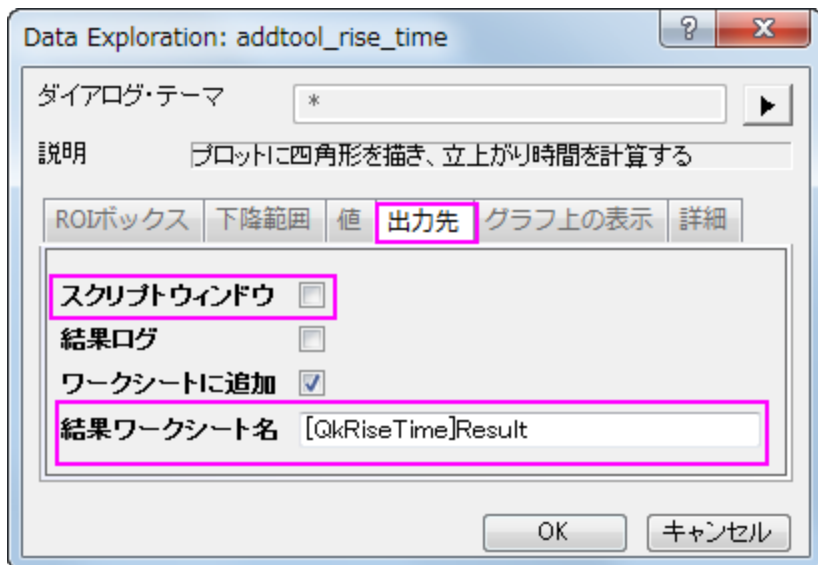 Data Exploration: addtool_rise_time
ダイアログ・テーマ *
説明 プロットに四角形を描き、立上がり時間を計算する
ROIボックス 下降範囲 値 出力先 グラフ上の表示 詳細
スクリプトウィンドウ
結果ログ
ワークシートに追加
結果ワークシート名 [QkRiseTime]Result
OK キャンセル